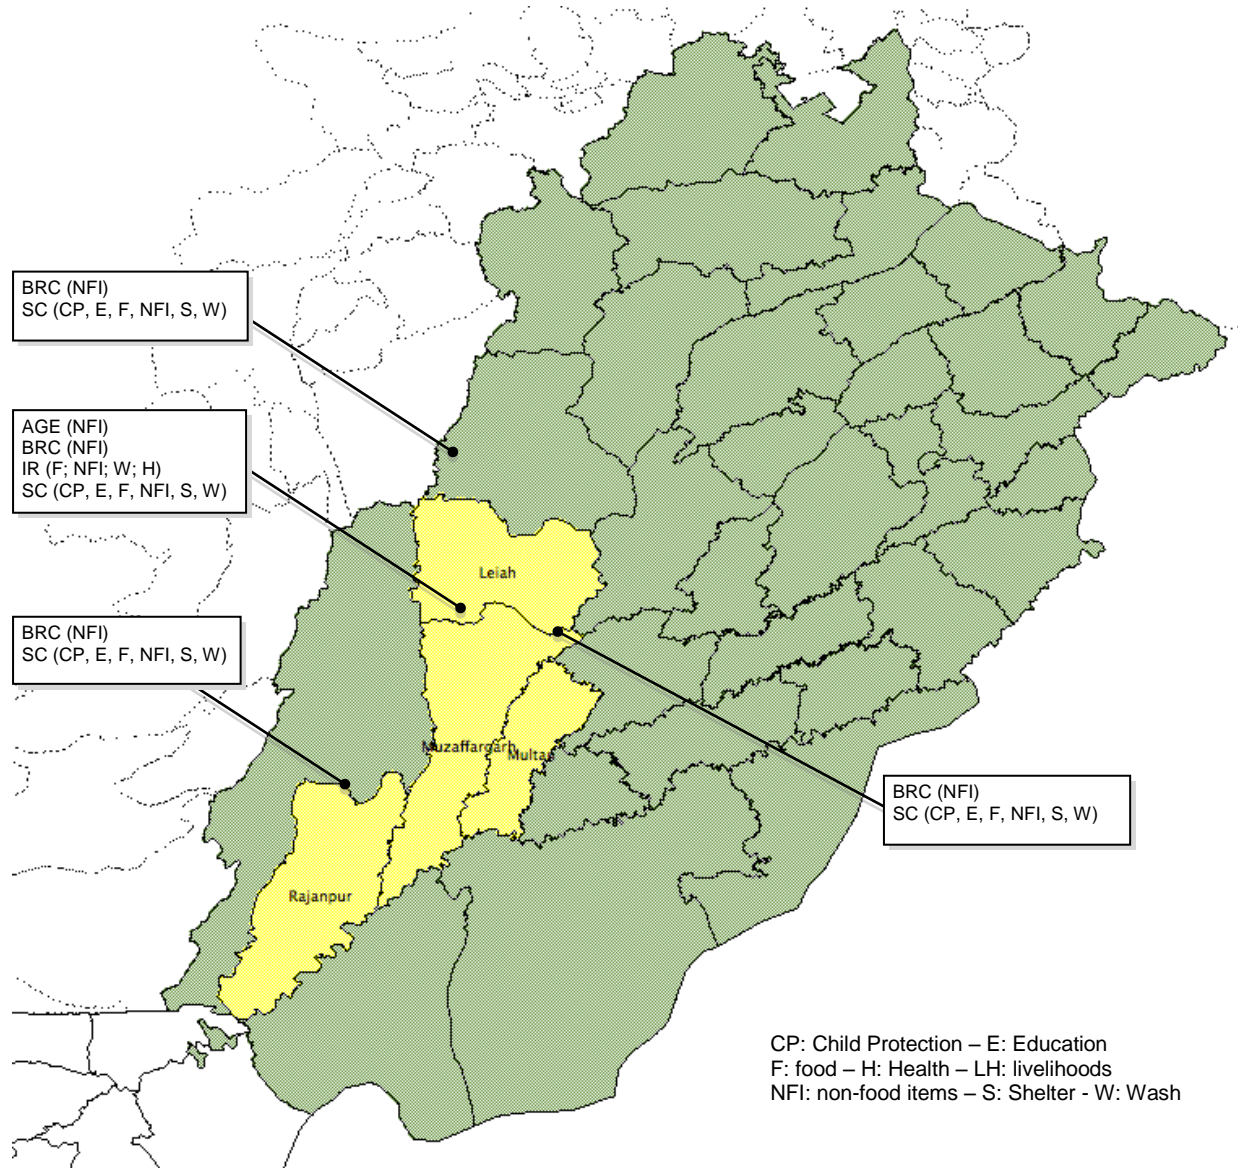 BRC (NFI)
SC (CP, E, F, NFI, S, W)
AGE (NFI)
BRC (NFI)
IR (F; NFI; W; H)
SC (CP, E, F, NFI, S, W)
Leiah
BRC (NFI)
SC (CP, E, F, NFI, S, W)
Muzaffargarh
Multan
BRC (NFI)
SC (CP, E, F, NFI, S, W)
Rajanpur
CP: Child Protection – E: Education
F: food – H: Health – LH: livelihoods
NFI: non-food items – S: Shelter - W: Wash